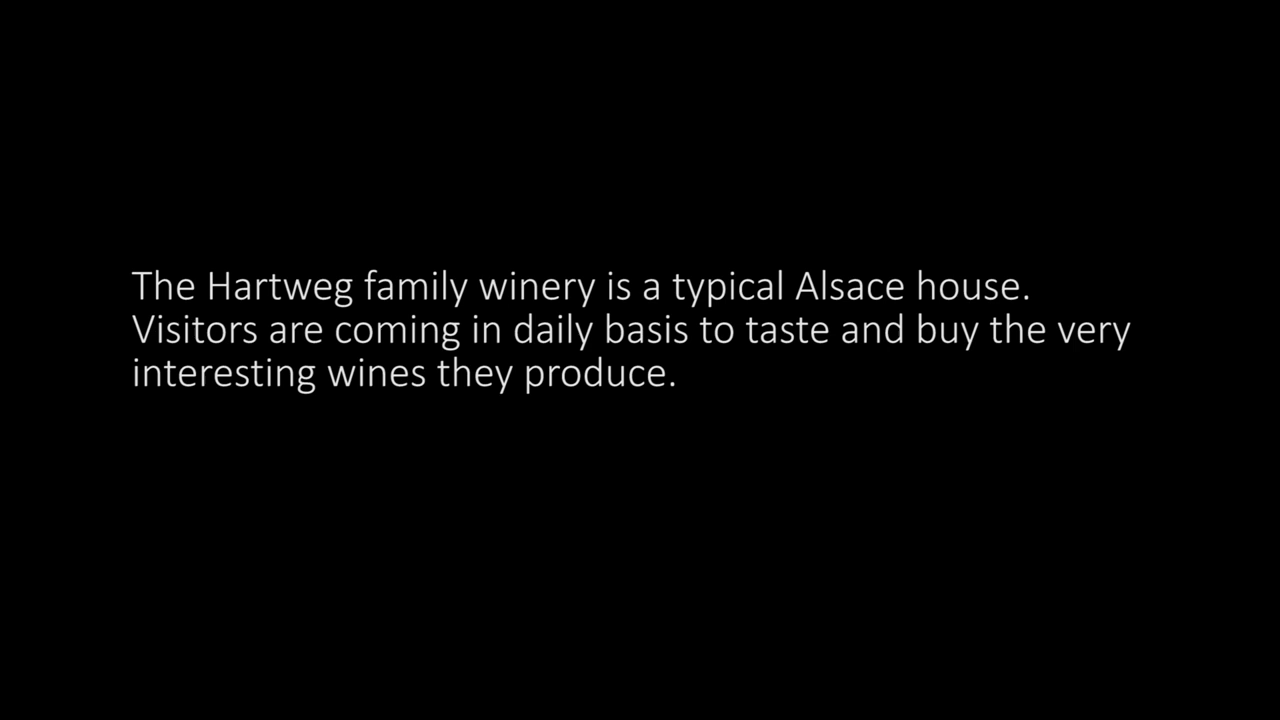 The Hartweg family winery is a typical Alsace house.
Visitors are coming in daily basis to taste and buy the very
interesting wines they produce.